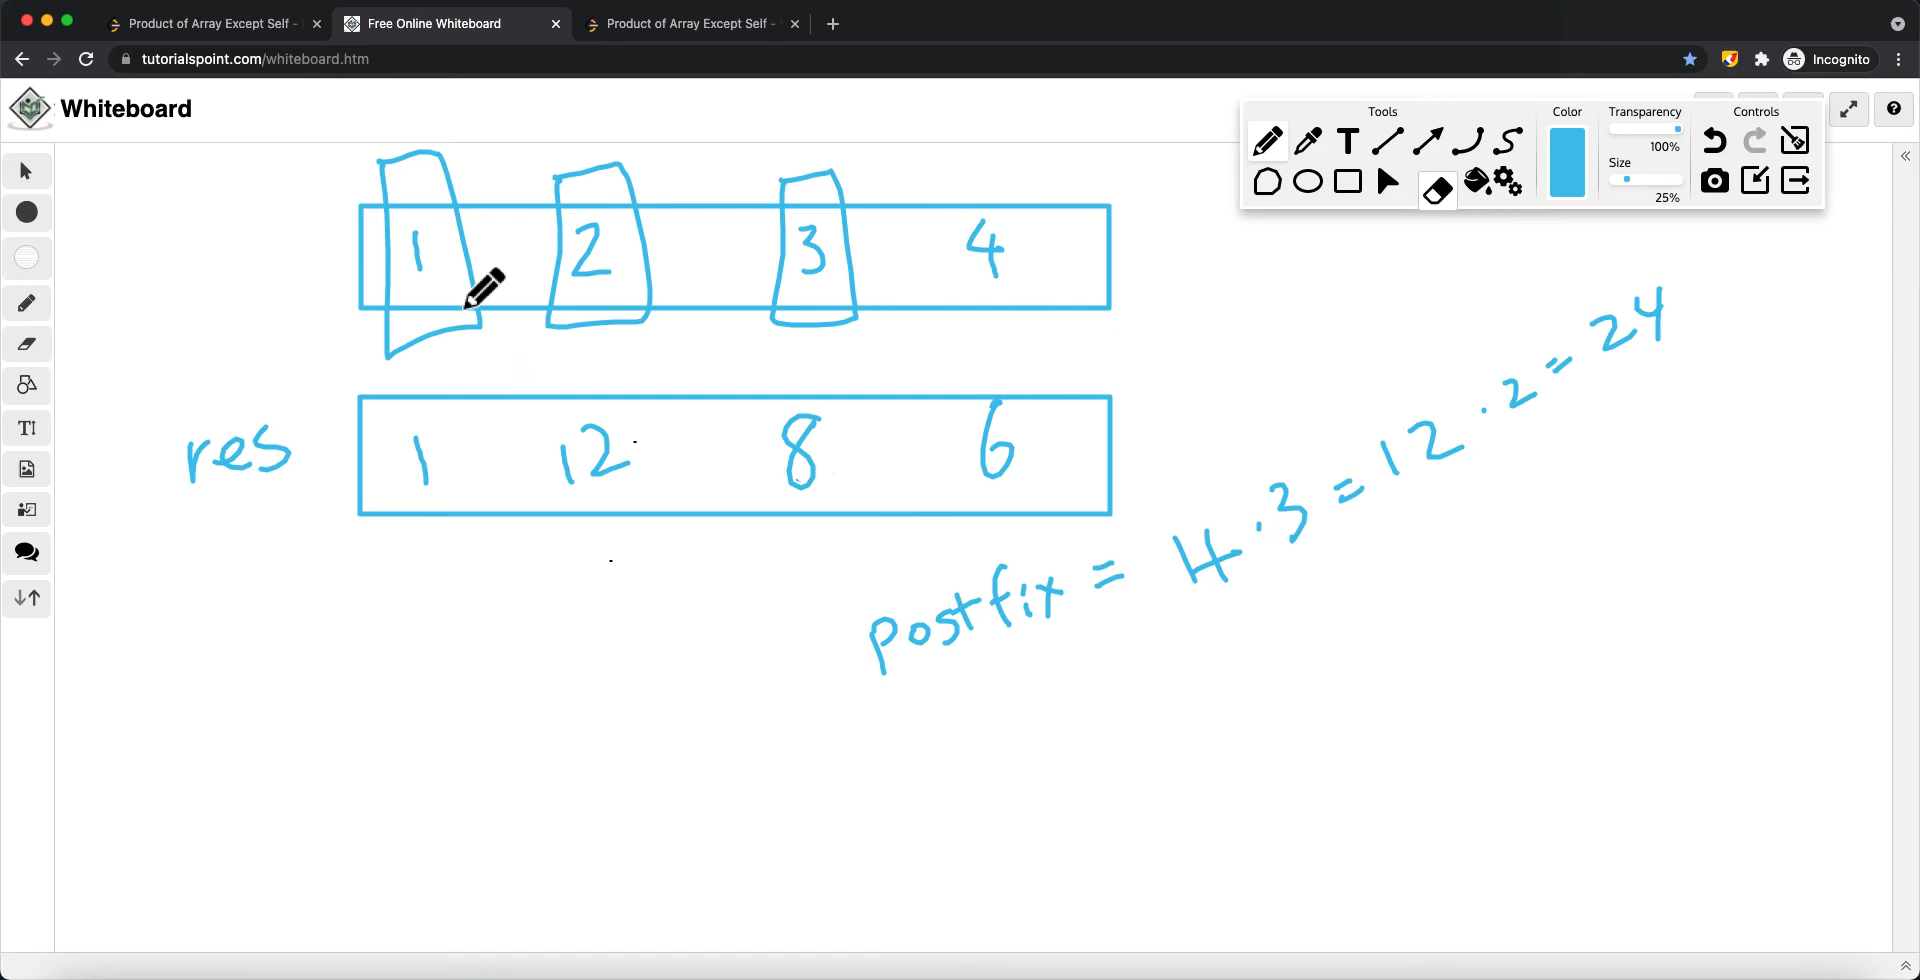 Product of Array Except Self -
Free Online Whiteboard
Product of Array Except Self -
tutorialspoint.com/whiteboard.htm
Incognito
Whiteboard
Tools
Color
Transparency
Controls
100%
Size
25%
1 2 3 4
res
1 12 8 6
postfix = 4 . 3 = 12 . 2 = 24